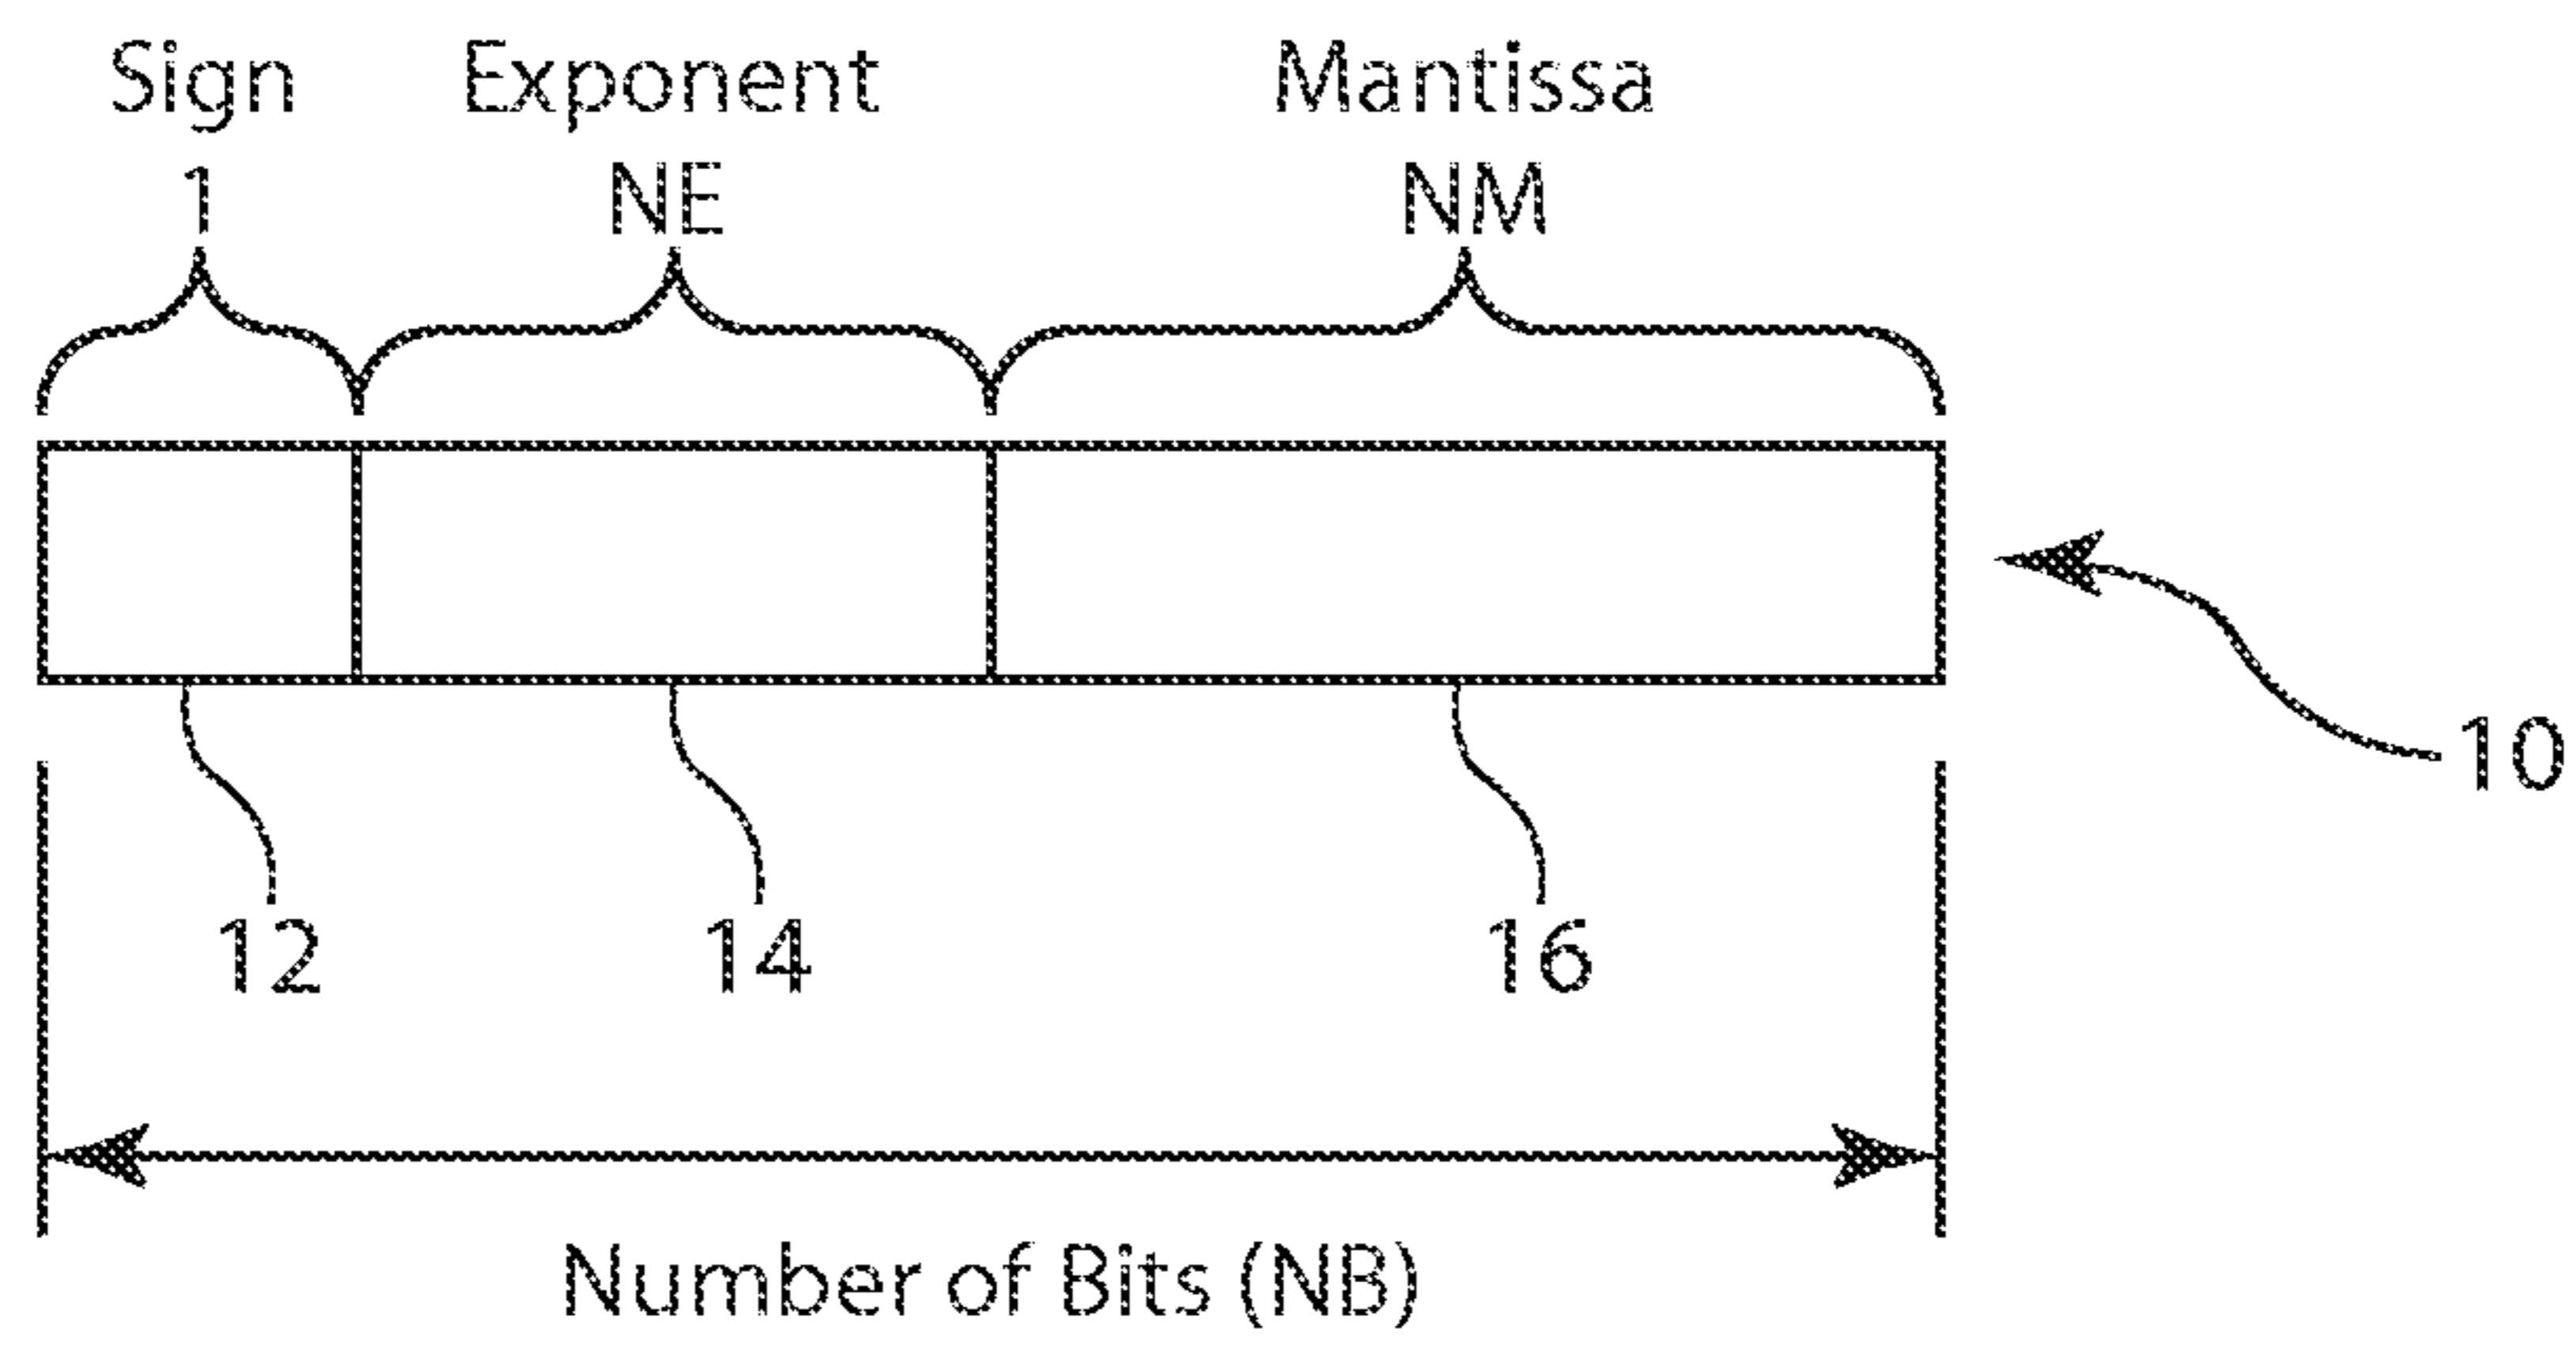 Sign Exponent Mantissa
1 NE NM
10
12 14 16
Number of Bits (NB)